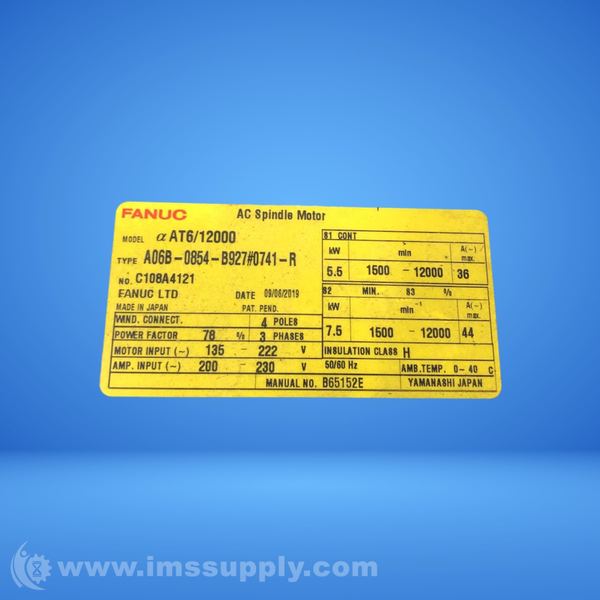 FANUC AC Spindle Motor
MODEL α AT6/12000
TYPE A06B-0854-B927#0741-R
NO. C108A4121
FANUC LTD DATE 09/06/2019
MADE IN JAPAN PAT. PEND.
WIND. CONNECT. 4 POLES
POWER FACTOR 78 % 3 PHASES
MOTOR INPUT (~) 135 - 222 V
AMP. INPUT (~) 200 - 230 V 50/60 Hz
MANUAL NO. B65152E
S1 CONT
kW min A(~) max.
5.5 1500 - 12000 36
S2 MIN. S3 %
kW min⁻¹ A(~) max.
7.5 1500 - 12000 44
INSULATION CLASS H
AMB.TEMP. 0~40 C
YAMANASHI JAPAN
www.imssupply.com